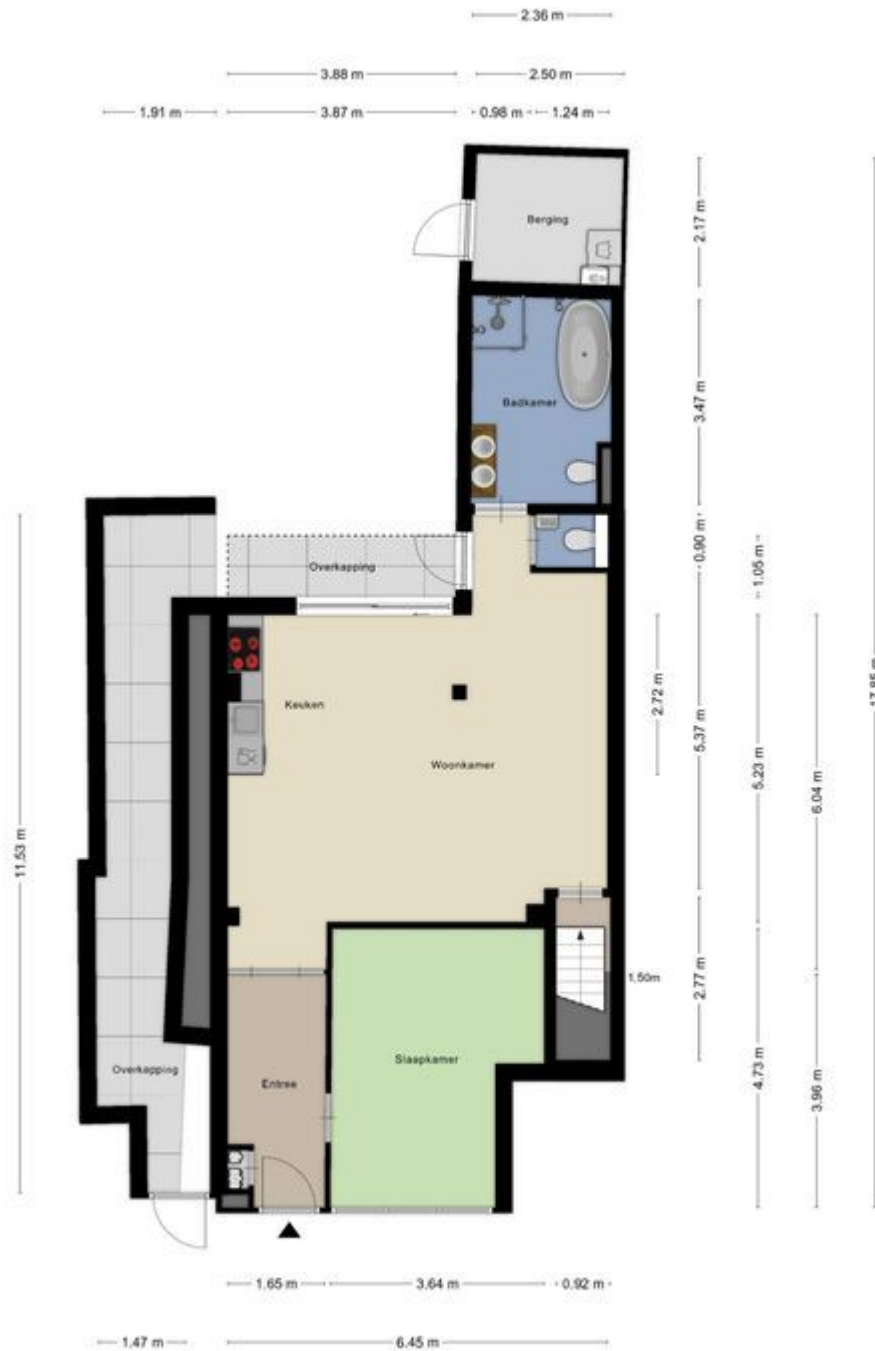 2.36 m
3.88 m
2.50 m
1.91 m
3.87 m
0.98 m
1.24 m
Berging
2.17 m
Badkamer
3.47 m
Overkapping
0.90 m
1.05 m
Keuken
Woonkamer
2.72 m
5.37 m
5.23 m
6.04 m
17.85 m
11.53 m
1.50m
2.77 m
Slaapkamer
Overkapping
Entree
4.73 m
3.96 m
1.65 m
3.64 m
0.92 m
1.47 m
6.45 m